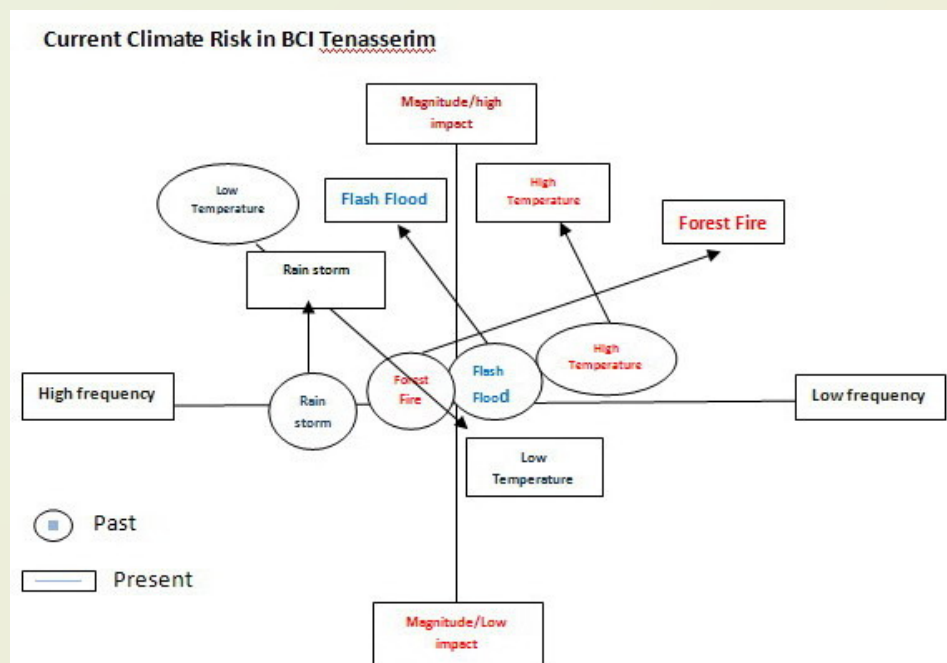 Current Climate Risk in BCI Tenasserim
Magnitude/high
impact
Low
Temperature
Flash Flood
High
Temperature
Forest Fire
Rain storm
High frequency
Rain
storm
Forest
Fire
Flash
Flood
High
Temperature
Low frequency
Low
Temperature
Past
Present
Magnitude/Low
impact